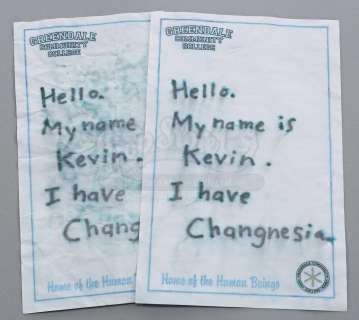 GREENDALE
COMMUNITY
COLLEGE
Hello.
My name
Kevin.
I have
Chang
Home of the Human B
GREENDALE
COMMUNITY
COLLEGE
Hello.
My name is
Kevin.
I have
Changnesia
Home of the Human Beings